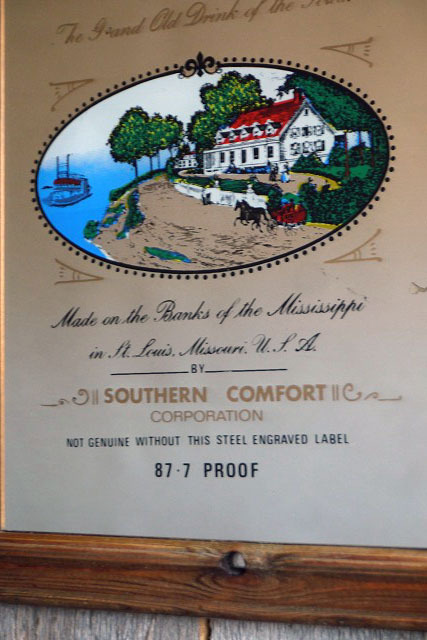 The Grand Old Drink of the South
Made on the Banks of the Mississippi
in St. Louis, Missouri, U.S.A.
BY
SOUTHERN COMFORT
CORPORATION
NOT GENUINE WITHOUT THIS STEEL ENGRAVED LABEL
87·7 PROOF